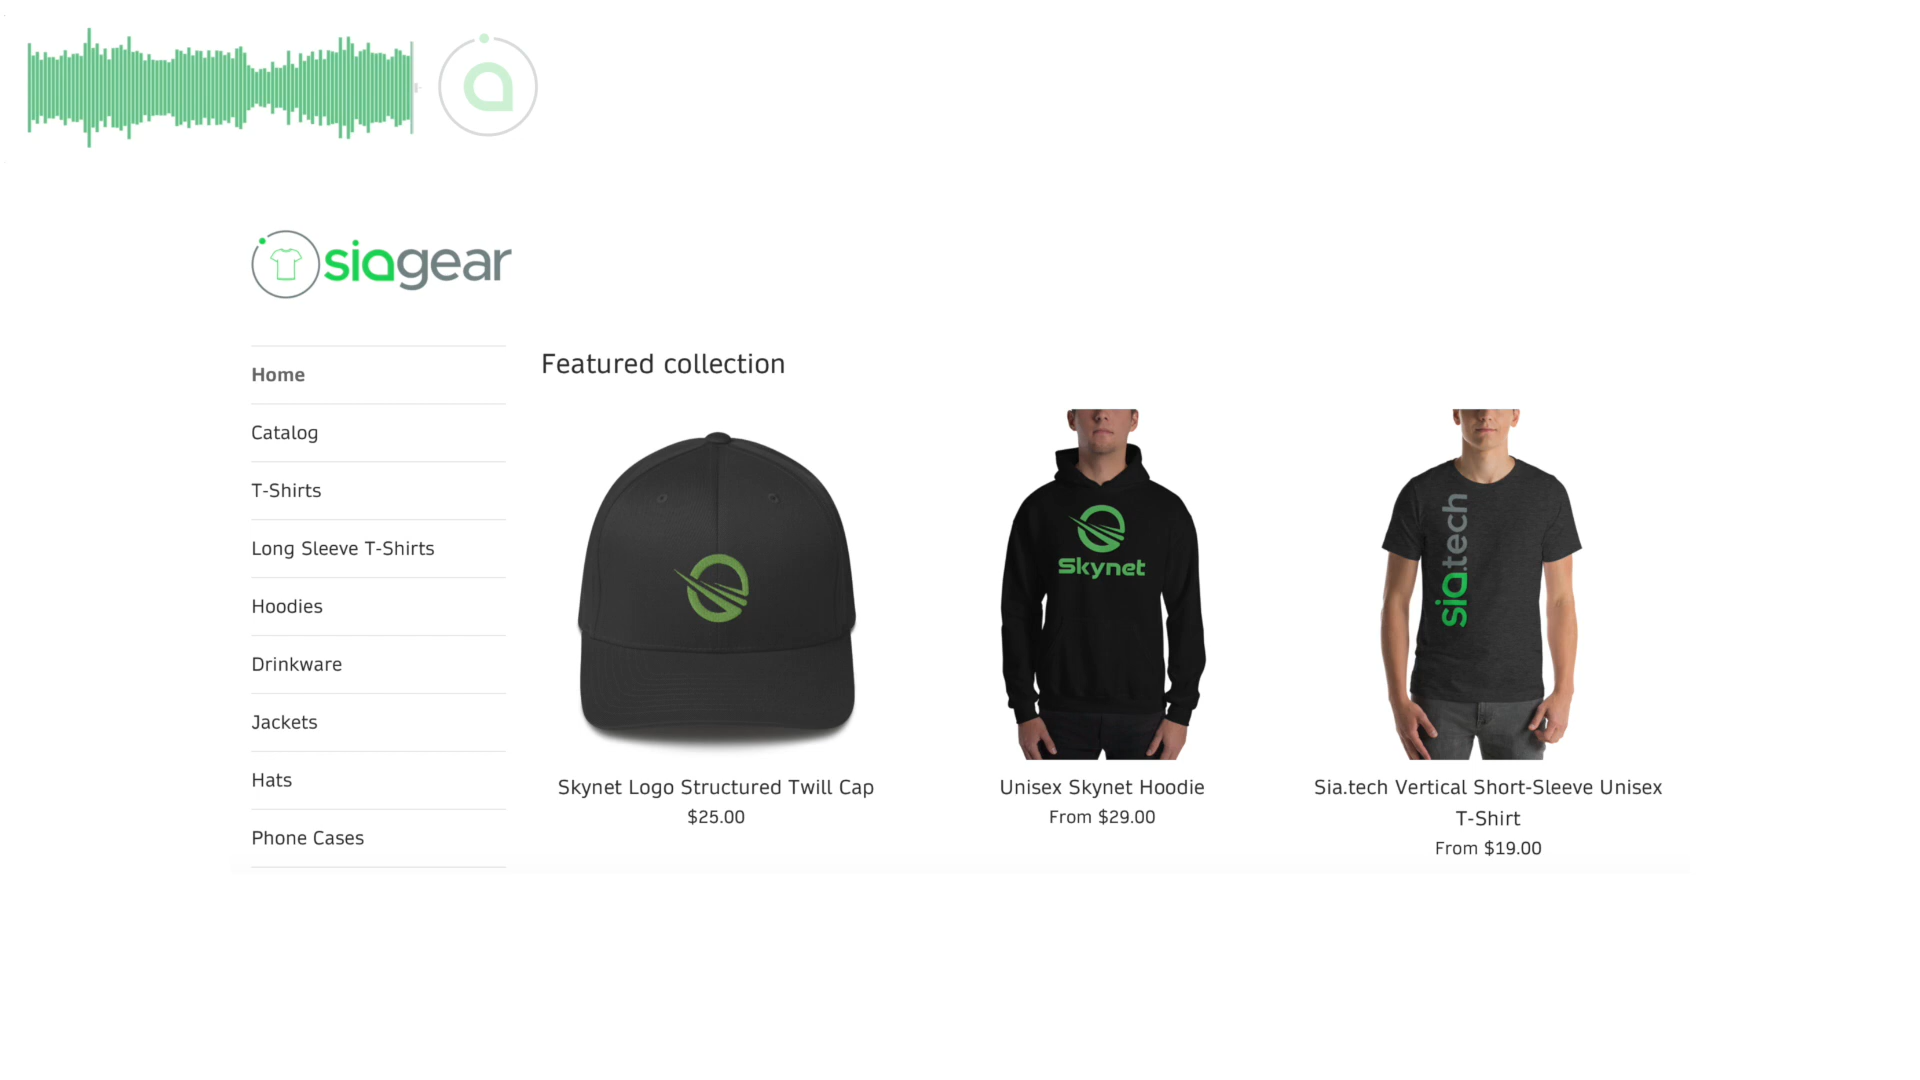 siagear
Home
Catalog
T-Shirts
Long Sleeve T-Shirts
Hoodies
Drinkware
Jackets
Hats
Phone Cases
Featured collection
Skynet
sia.tech
Skynet Logo Structured Twill Cap
$25.00
Unisex Skynet Hoodie
From $29.00
Sia.tech Vertical Short-Sleeve Unisex
T-Shirt
From $19.00